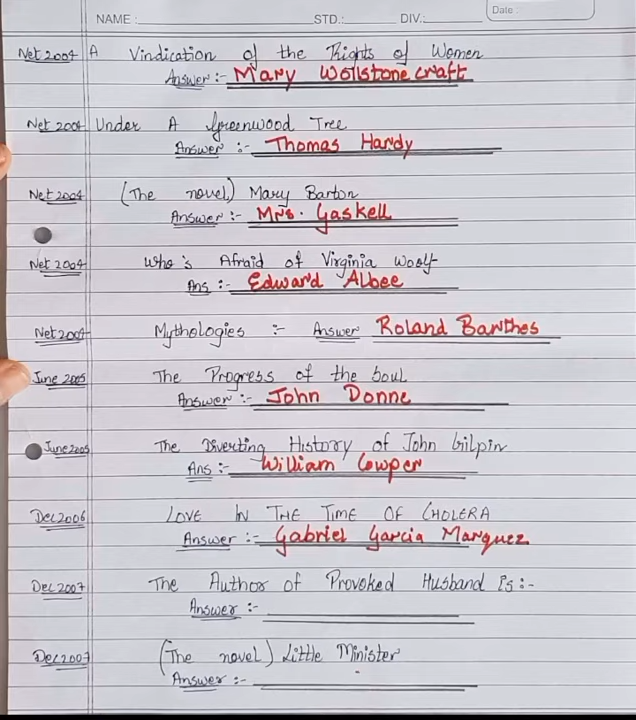 Date :
NAME : STD.: DIV.:
Net 2004 A Vindication of the Rights of Women
Answer :- Mary Wollstonecraft
Net 2004 Under A Greenwood Tree
Answer :- Thomas Hardy
Net 2004 (The novel) Mary Barton
Answer :- Mrs. Gaskell
Net 2004 Who's Afraid of Virginia Woolf
Ans :- Edward Albee
Net 2004 Mythologies :- Answer Roland Barthes
June 2005 The Progress of the Soul
Answer :- John Donne
June 2005 The Diverting History of John Gilpin
Ans :- William Cowper
Dec 2006 LOVE IN THE TIME OF CHOLERA
Answer :- Gabriel Garcia Marquez
Dec 2007 The Author of Provoked Husband is :-
Answer :-
Dec 2007 (The novel) Little Minister
Answer :-